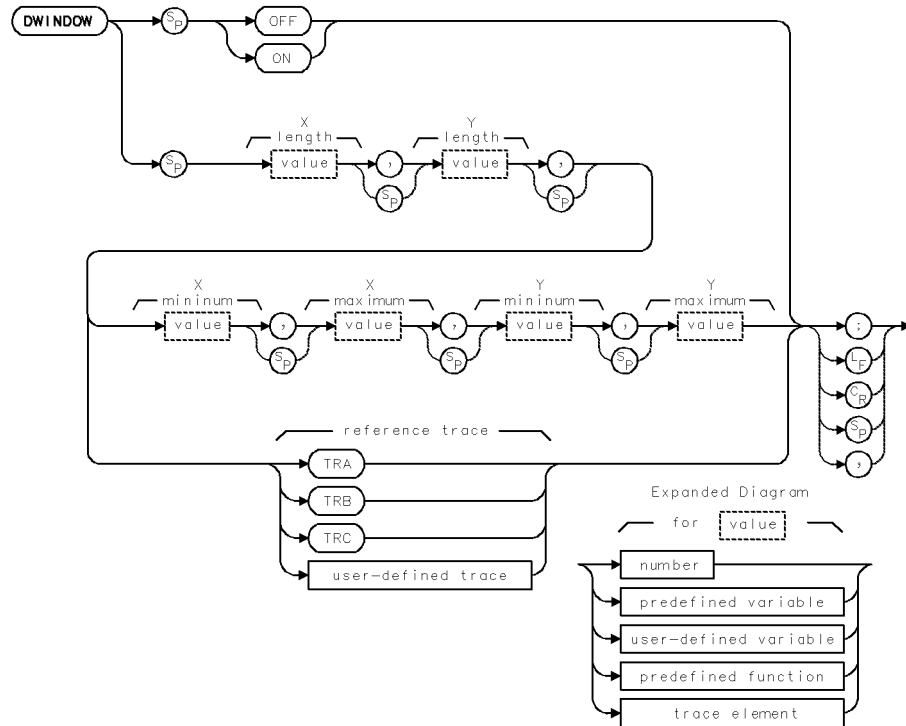 DWINDOW SP OFF
ON
X length Y length
SP value , value ,
SP SP
X mininum X maximum Y mininum Y maximum
value , value , value , value ;
SP SP SP LF
CR
SP
,
reference trace
TRA
TRB
TRC
user-defined trace
Expanded Diagram
for value
number
predefined variable
user-defined variable
predefined function
trace element